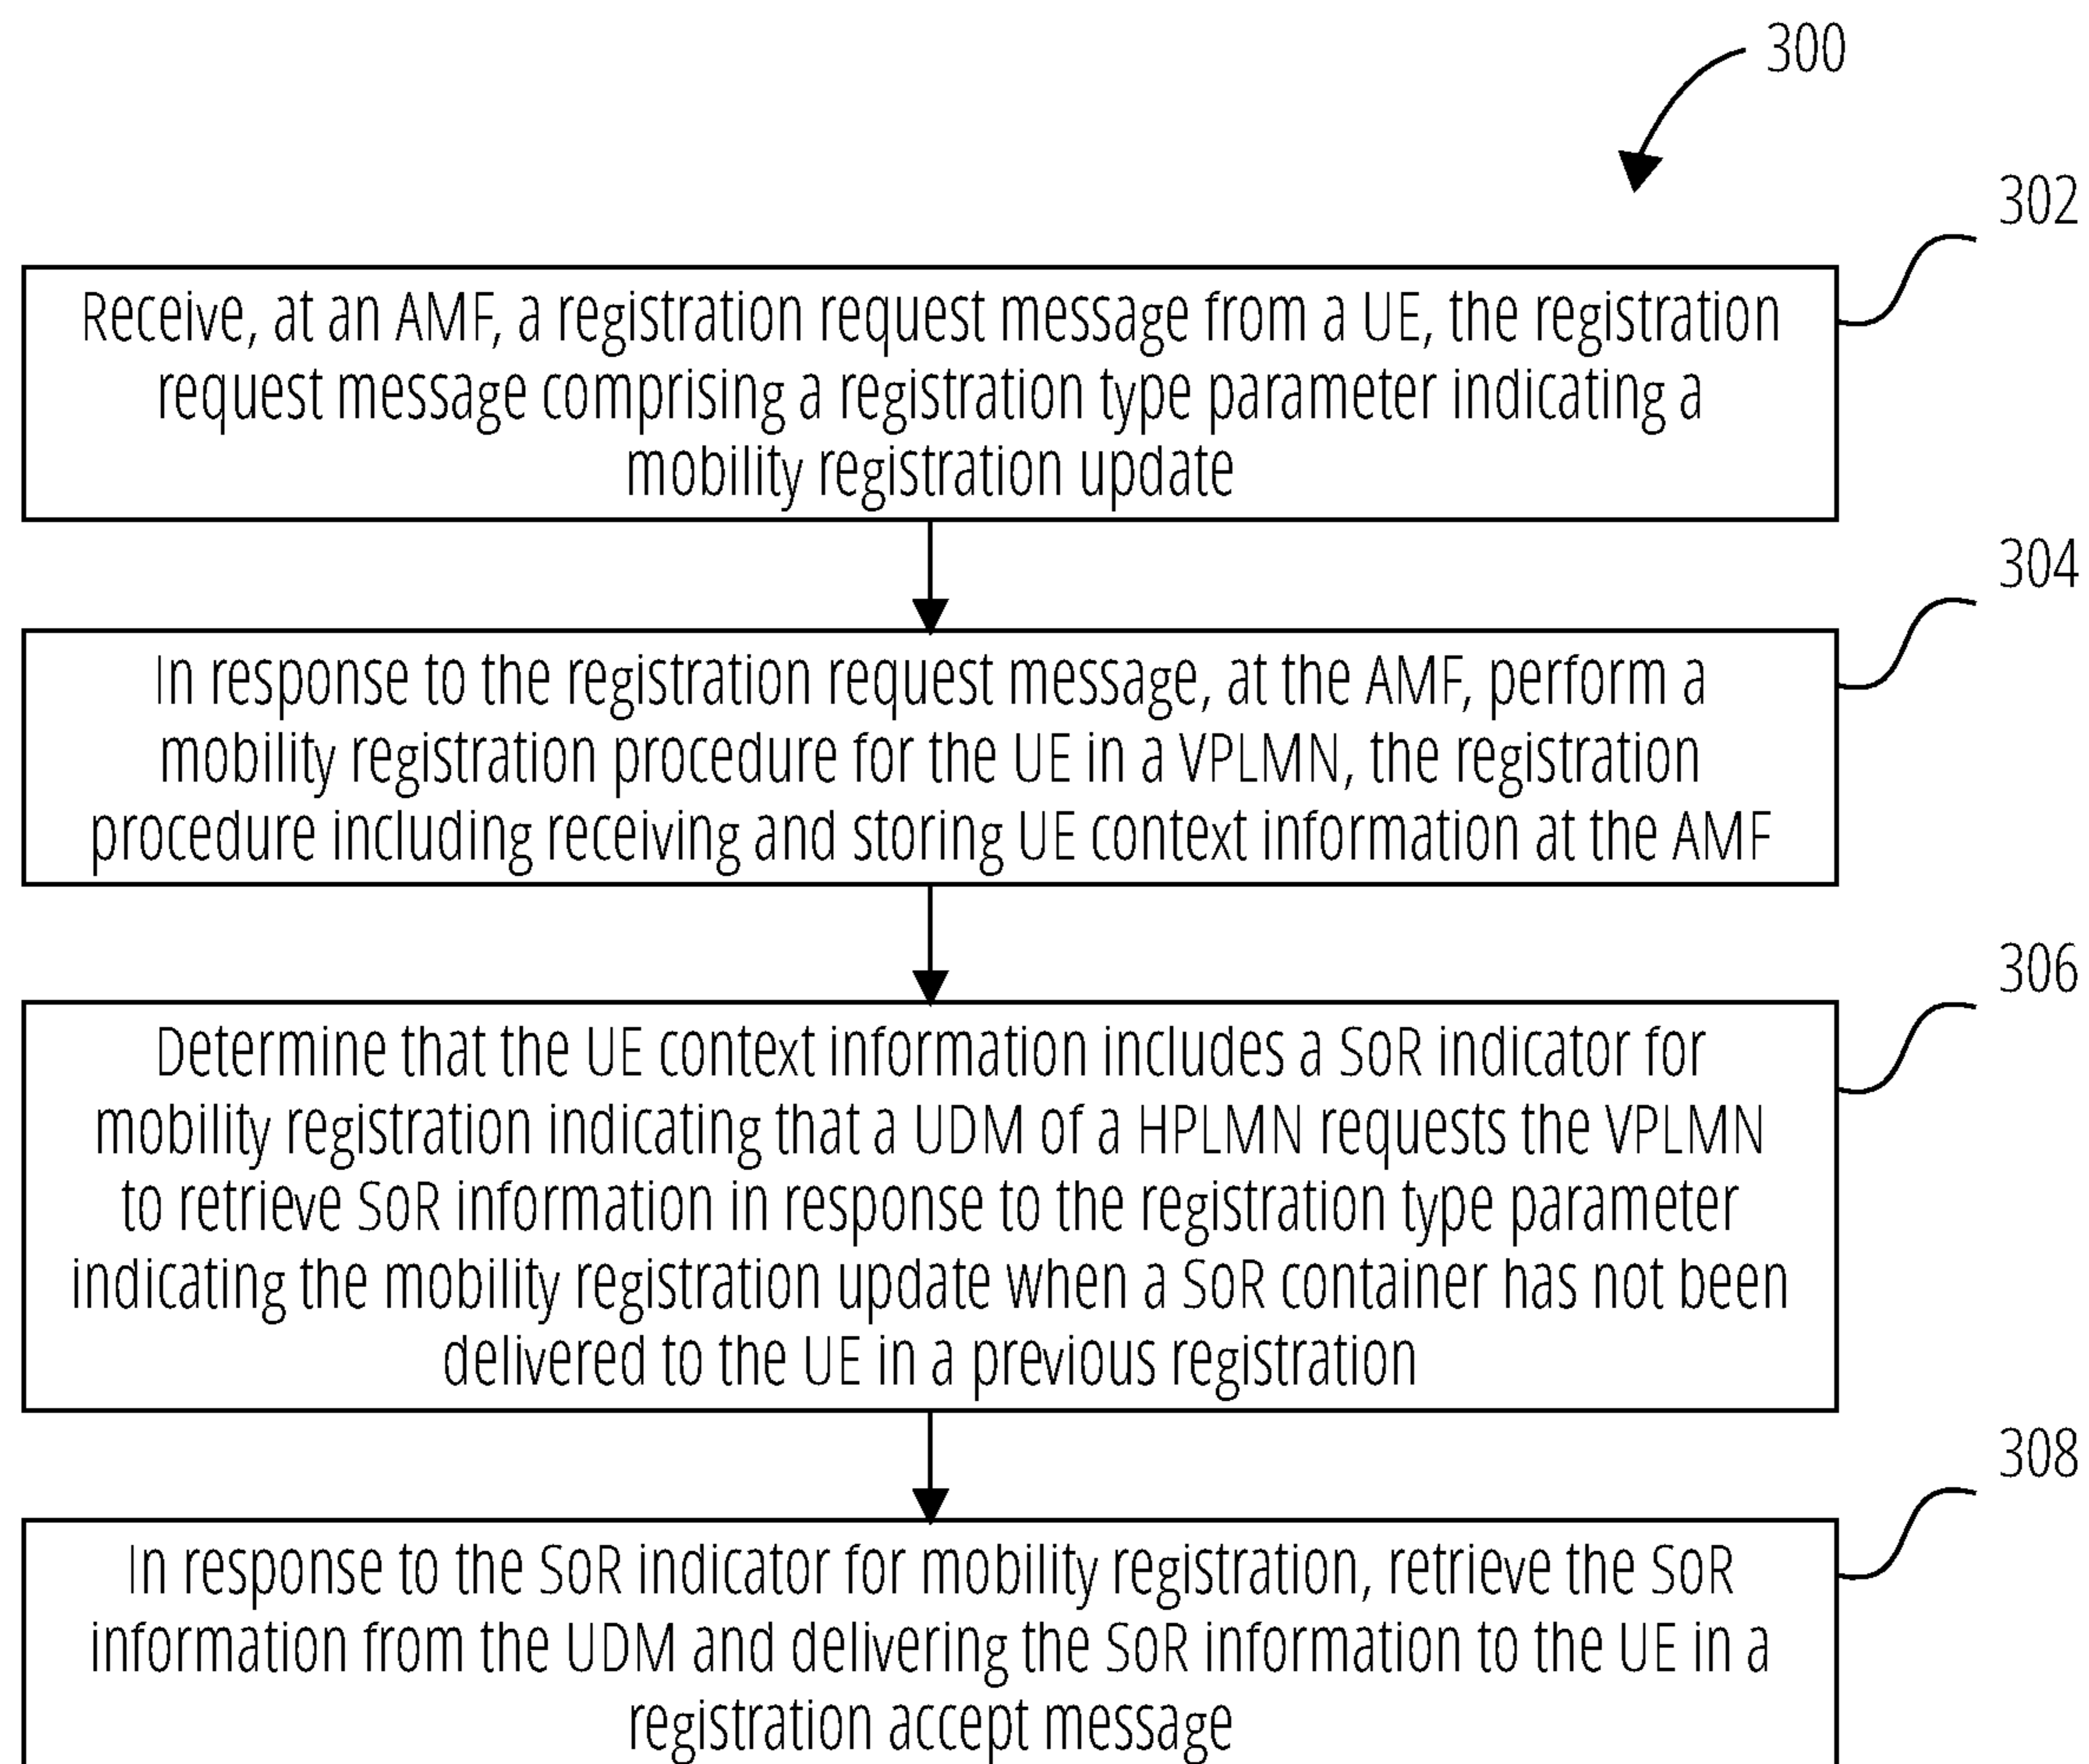 300
302
Receive, at an AMF, a registration request message from a UE, the registration
request message comprising a registration type parameter indicating a
mobility registration update
304
In response to the registration request message, at the AMF, perform a
mobility registration procedure for the UE in a VPLMN, the registration
procedure including receiving and storing UE context information at the AMF
306
Determine that the UE context information includes a SoR indicator for
mobility registration indicating that a UDM of a HPLMN requests the VPLMN
to retrieve SoR information in response to the registration type parameter
indicating the mobility registration update when a SoR container has not been
delivered to the UE in a previous registration
308
In response to the SoR indicator for mobility registration, retrieve the SoR
information from the UDM and delivering the SoR information to the UE in a
registration accept message